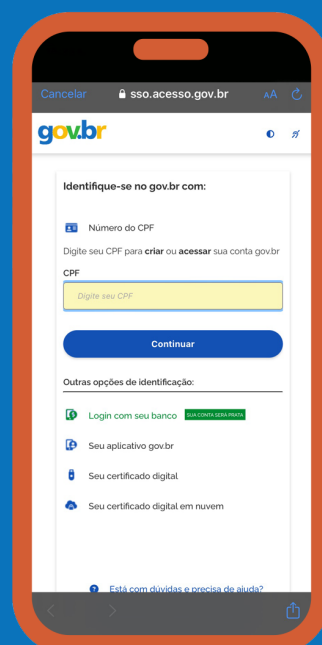 Cancelar sso.acesso.gov.br AA
gov.br
Identifique-se no gov.br com:
Número do CPF
Digite seu CPF para criar ou acessar sua conta gov.br
CPF
Digite seu CPF
Continuar
Outras opções de identificação:
Login com seu banco SUA CONTA SERÁ PRATA
Seu aplicativo gov.br
Seu certificado digital
Seu certificado digital em nuvem
Está com dúvidas e precisa de ajuda?